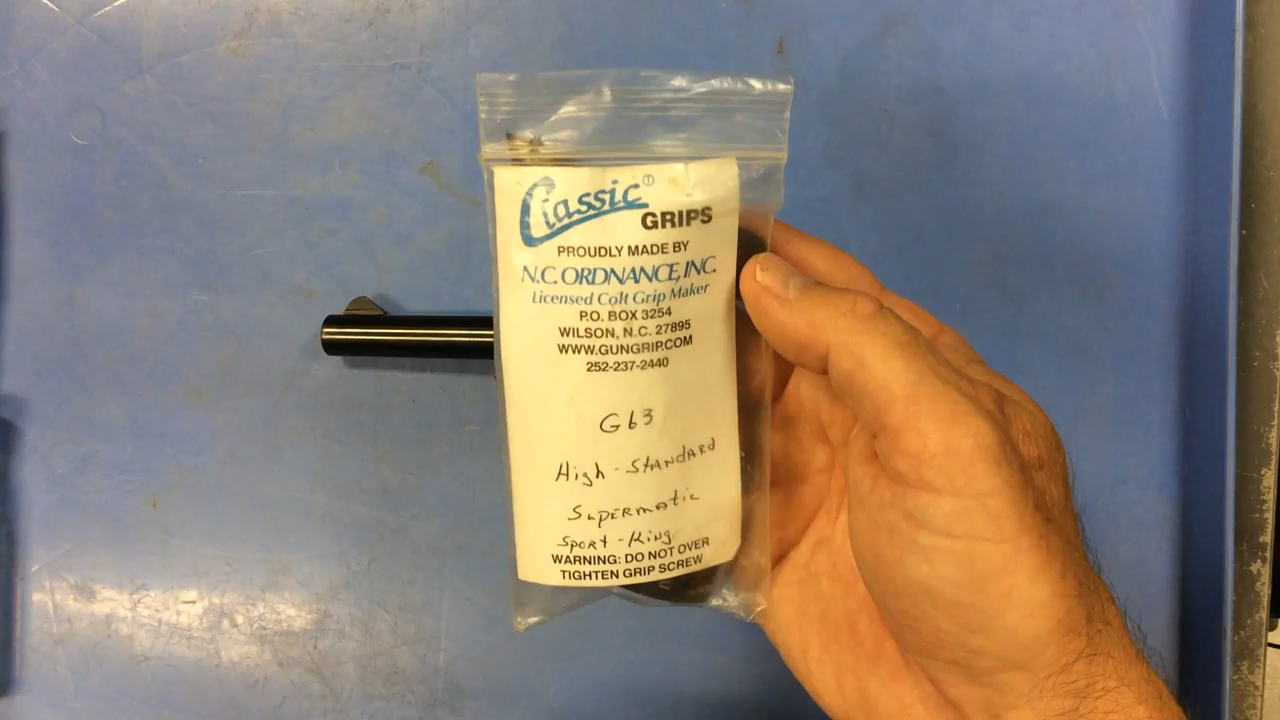 Classic
GRIPS
PROUDLY MADE BY
N.C. ORDNANCE, INC.
Licensed Colt Grip Maker
P.O. BOX 3254
WILSON, N.C. 27895
WWW.GUNGRIP.COM
252-237-2440
G63
High-STANDARD
SUPERMATIC
SPORT-KING
WARNING: DO NOT OVER
TIGHTEN GRIP SCREW